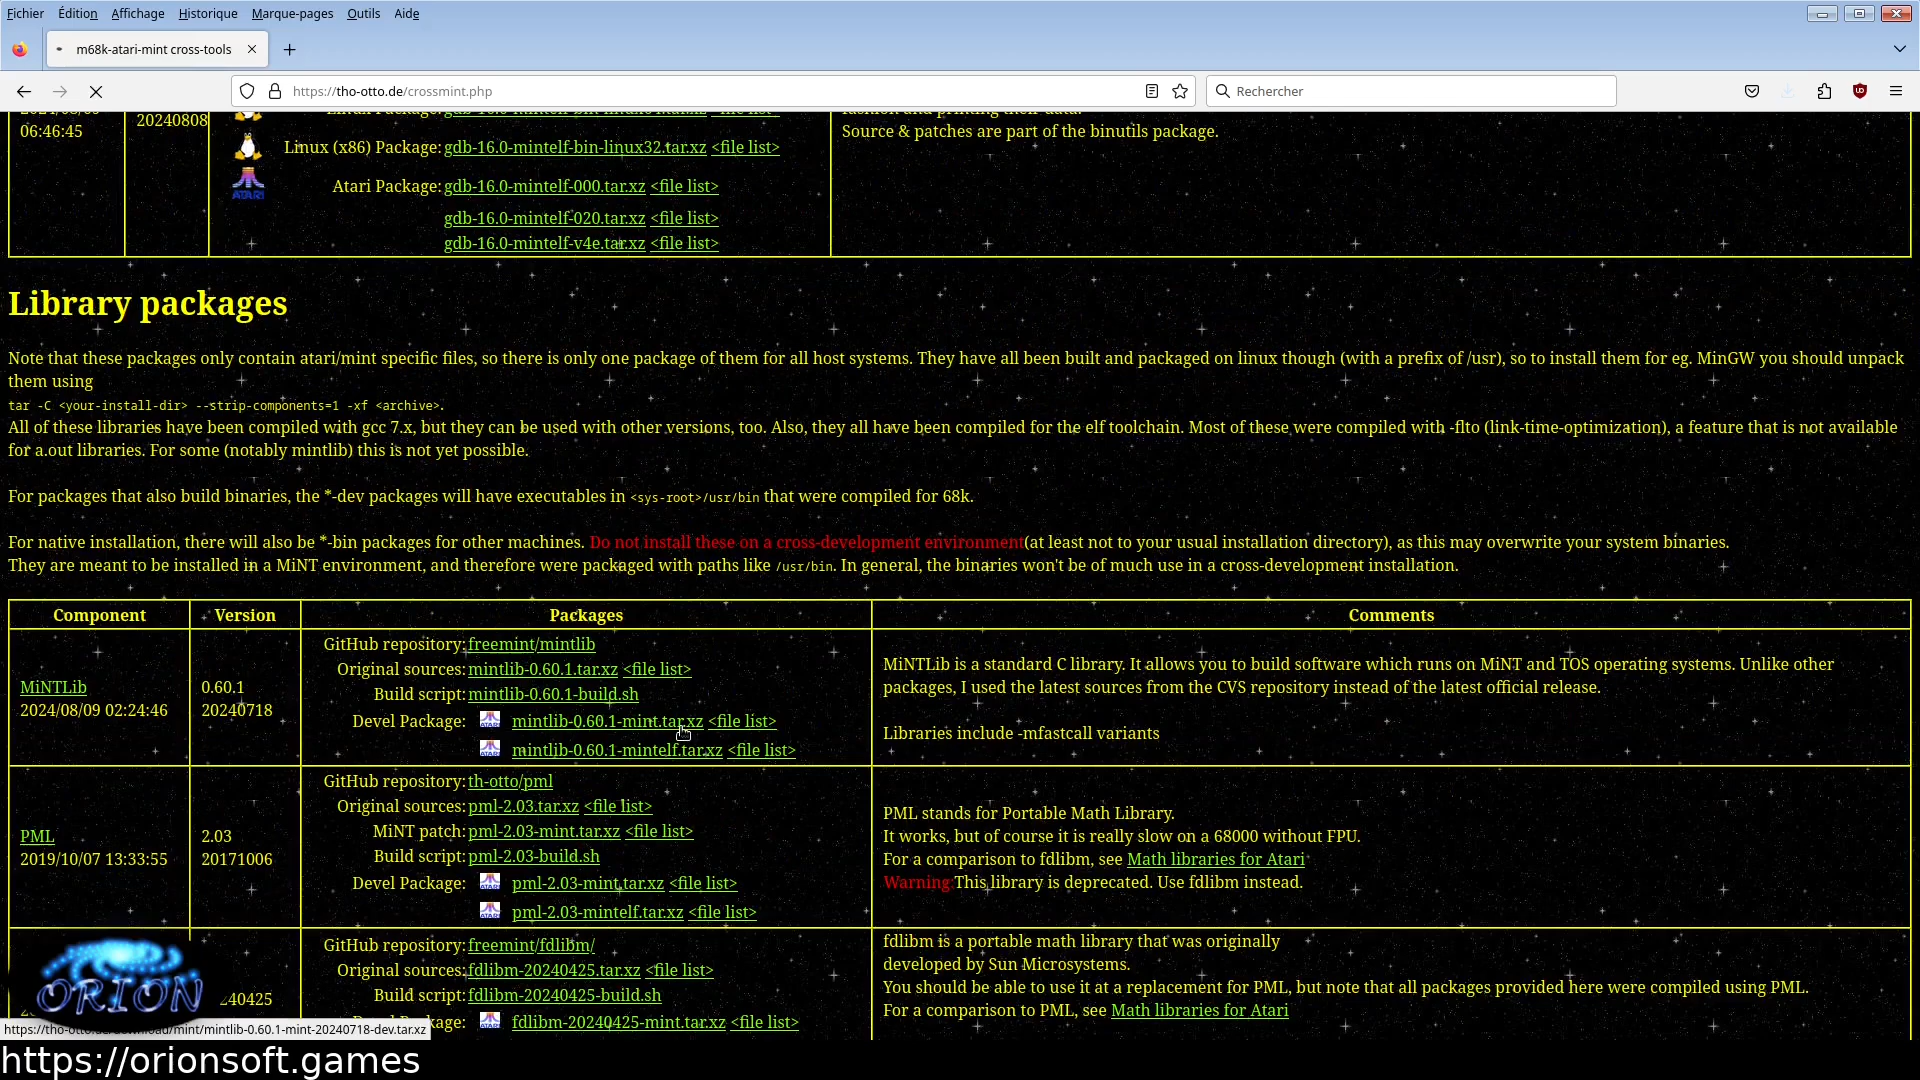 Fichier Édition Affichage Historique Marque-pages Outils Aide
m68k-atari-mint cross-tools
https://tho-otto.de/crossmint.php
Rechercher
20240808
06:46:45
Source & patches are part of the binutils package.
Linux (x86) Package: gdb-16.0-mintelf-bin-linux32.tar.xz <file list>
ATARI
Atari Package: gdb-16.0-mintelf-000.tar.xz <file list>
gdb-16.0-mintelf-020.tar.xz <file list>
gdb-16.0-mintelf-v4e.tar.xz <file list>
Library packages
Note that these packages only contain atari/mint specific files, so there is only one package of them for all host systems. They have all been built and packaged on linux though (with a prefix of /usr), so to install them for eg. MinGW you should unpack
them using
tar -C <your-install-dir> --strip-components=1 -xf <archive>.
All of these libraries have been compiled with gcc 7.x, but they can be used with other versions, too. Also, they all have been compiled for the elf toolchain. Most of these were compiled with -flto (link-time-optimization), a feature that is not available
for a.out libraries. For some (notably mintlib) this is not yet possible.
For packages that also build binaries, the *-dev packages will have executables in <sys-root>/usr/bin that were compiled for 68k.
For native installation, there will also be *-bin packages for other machines. Do not install these on a cross-development environment(at least not to your usual installation directory), as this may overwrite your system binaries.
They are meant to be installed in a MiNT environment, and therefore were packaged with paths like /usr/bin. In general, the binaries won't be of much use in a cross-development installation.
Component Version Packages Comments
MiNTLib
2024/08/09 02:24:46
0.60.1
20240718
GitHub repository: freemint/mintlib
Original sources: mintlib-0.60.1.tar.xz <file list>
Build script: mintlib-0.60.1-build.sh
Devel Package: mintlib-0.60.1-mint.tar.xz <file list>
mintlib-0.60.1-mintelf.tar.xz <file list>
MiNTLib is a standard C library. It allows you to build software which runs on MiNT and TOS operating systems. Unlike other
packages, I used the latest sources from the CVS repository instead of the latest official release.
Libraries include -mfastcall variants
PML
2019/10/07 13:33:55
2.03
20171006
GitHub repository: th-otto/pml
Original sources: pml-2.03.tar.xz <file list>
MiNT patch: pml-2.03-mint.tar.xz <file list>
Build script: pml-2.03-build.sh
Devel Package: pml-2.03-mint.tar.xz <file list>
pml-2.03-mintelf.tar.xz <file list>
PML stands for Portable Math Library.
It works, but of course it is really slow on a 68000 without FPU.
For a comparison to fdlibm, see Math libraries for Atari
Warning:This library is deprecated. Use fdlibm instead.
GitHub repository: freemint/fdlibm/
Original sources: fdlibm-20240425.tar.xz <file list>
Build script: fdlibm-20240425-build.sh
Package: fdlibm-20240425-mint.tar.xz <file list>
fdlibm is a portable math library that was originally
developed by Sun Microsystems.
You should be able to use it at a replacement for PML, but note that all packages provided here were compiled using PML.
For a comparison to PML, see Math libraries for Atari
ORION
https://tho-otto.de/download/mint/mintlib-0.60.1-mint-20240718-dev.tar.xz
https://orionsoft.games